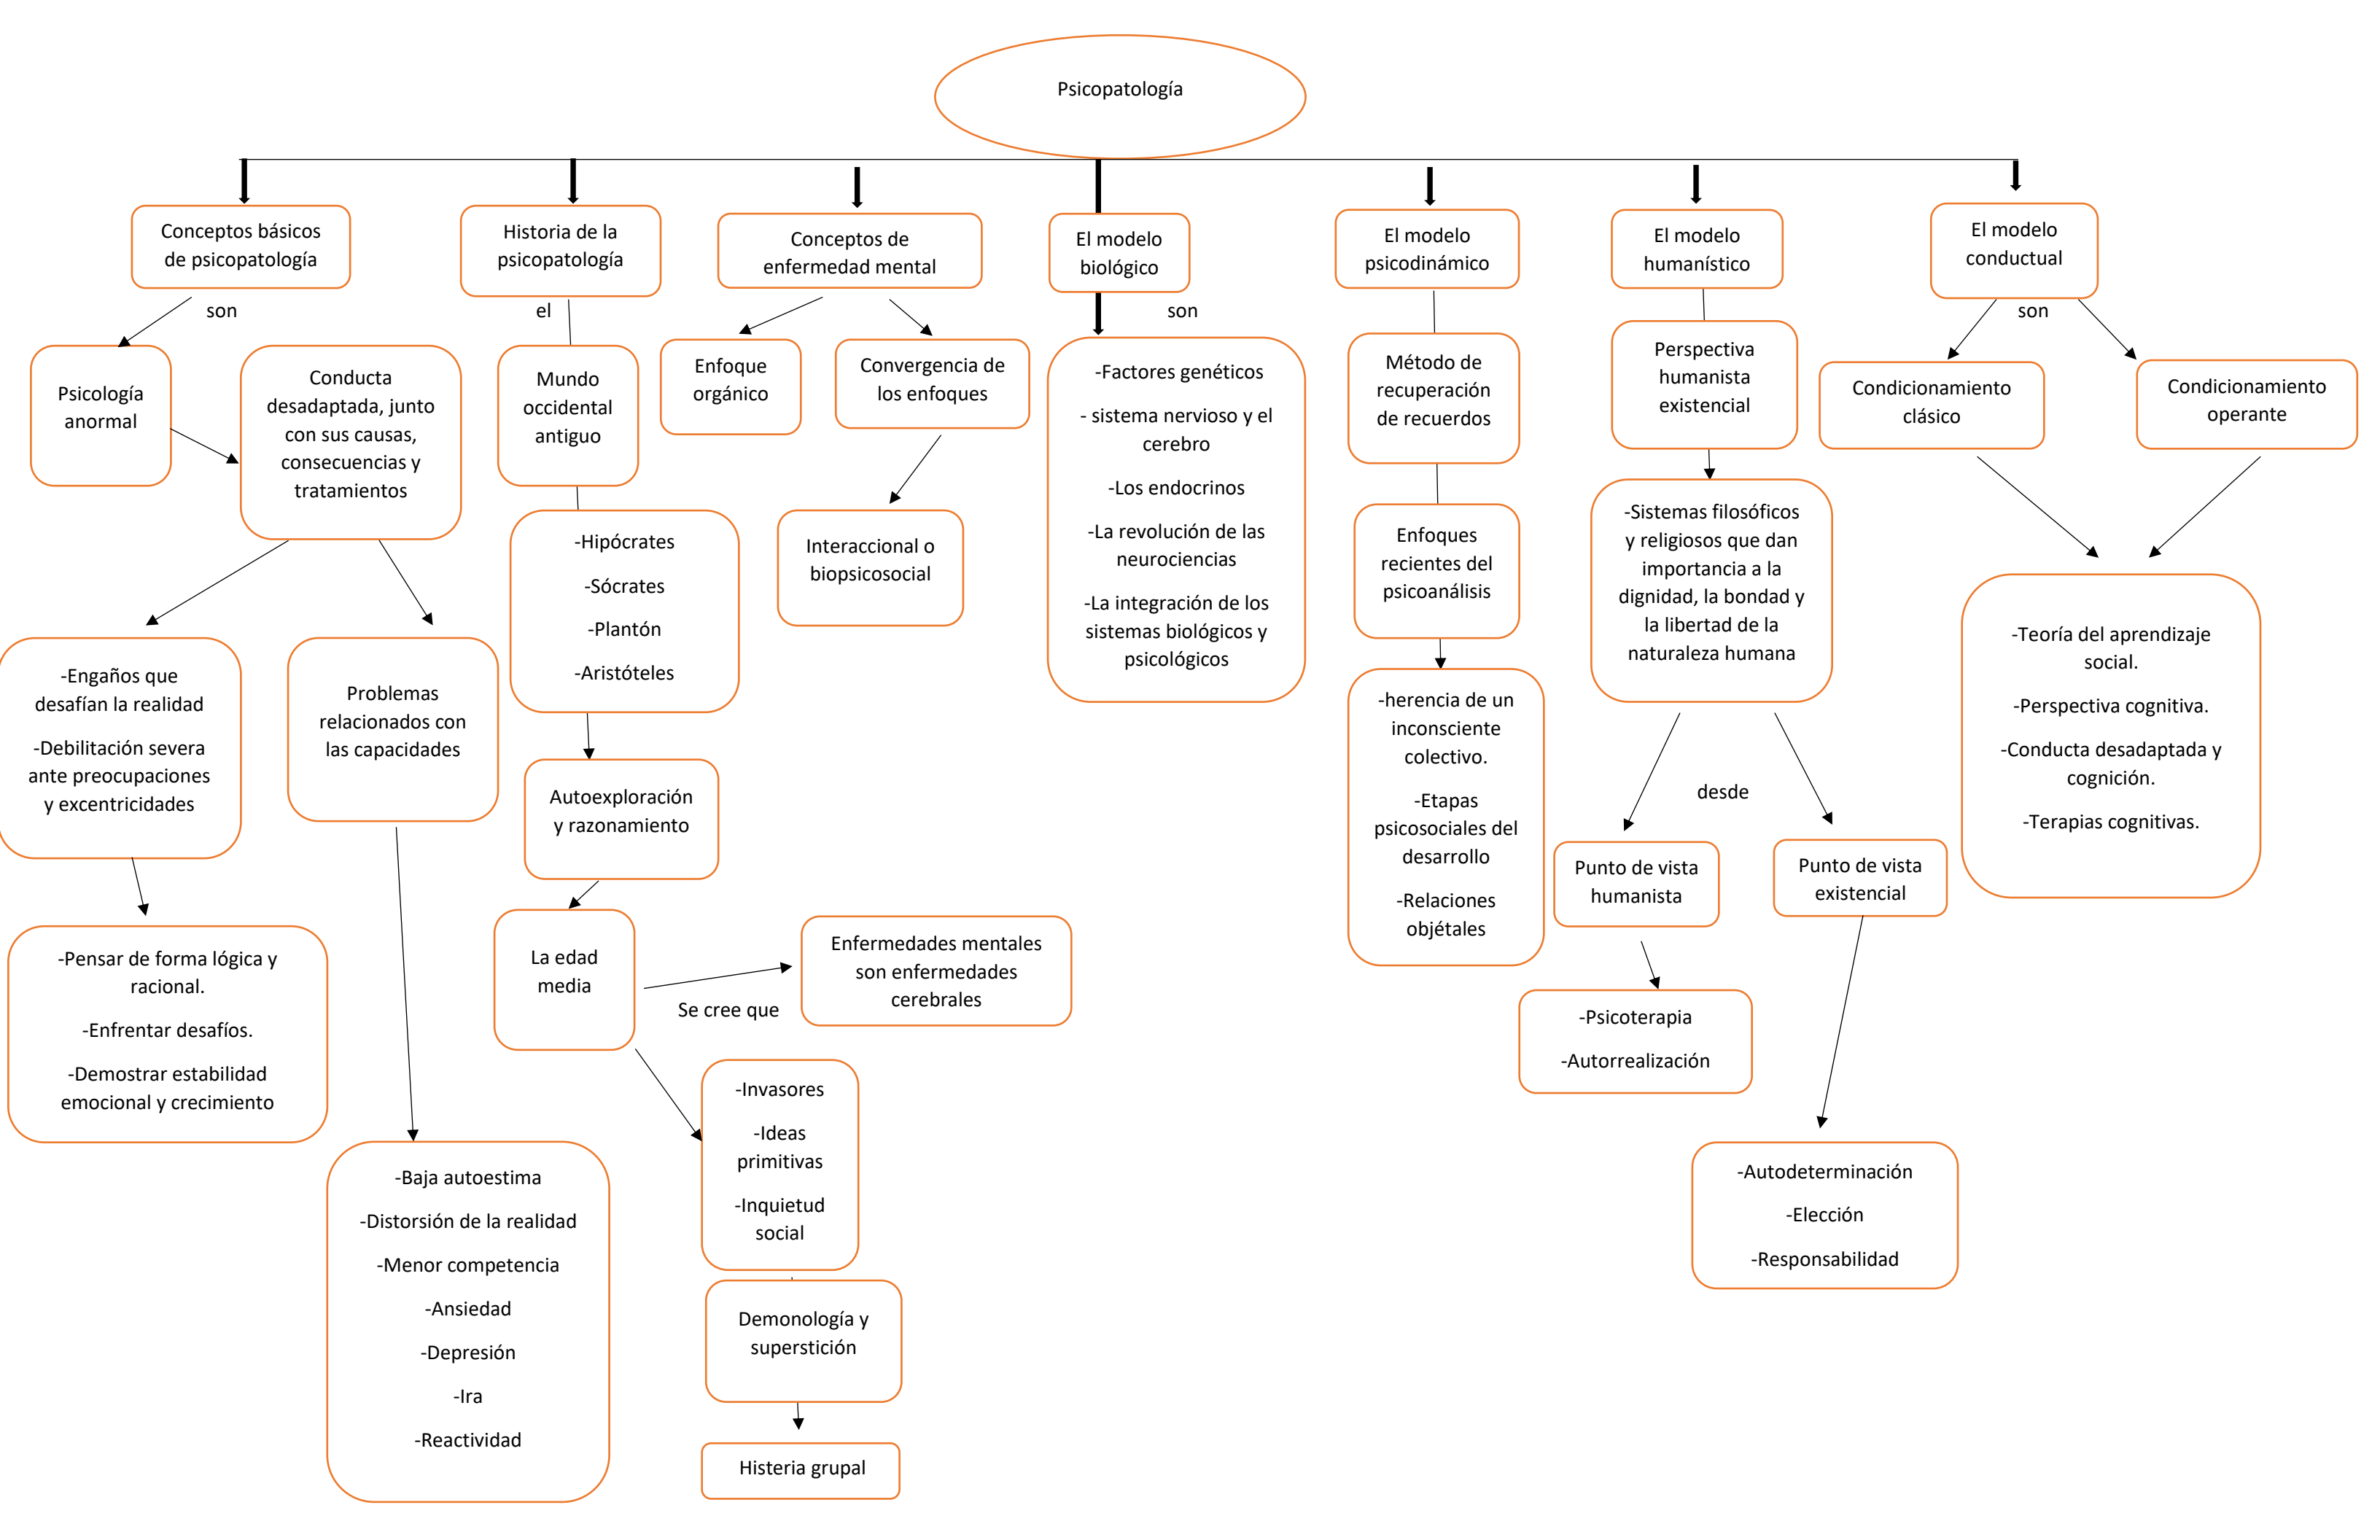 Psicopatología
Conceptos básicos
de psicopatología
son
Psicología
anormal
Conducta
desadaptada, junto
con sus causas,
consecuencias y
tratamientos
-Engaños que
desafían la realidad
-Debilitación severa
ante preocupaciones
y excentricidades
-Pensar de forma lógica y
racional.
-Enfrentar desafíos.
-Demostrar estabilidad
emocional y crecimiento
Problemas
relacionados con
las capacidades
-Baja autoestima
-Distorsión de la realidad
-Menor competencia
-Ansiedad
-Depresión
-Ira
-Reactividad
Historia de la
psicopatología
el
Mundo
occidental
antiguo
-Hipócrates
-Sócrates
-Plantón
-Aristóteles
Autoexploración
y razonamiento
La edad
media
Se cree que
Enfermedades mentales
son enfermedades
cerebrales
-Invasores
-Ideas
primitivas
-Inquietud
social
Demonología y
superstición
Histeria grupal
Conceptos de
enfermedad mental
Enfoque
orgánico
Convergencia de
los enfoques
Interaccional o
biopsicosocial
El modelo
biológico
son
-Factores genéticos
- sistema nervioso y el
cerebro
-Los endocrinos
-La revolución de las
neurociencias
-La integración de los
sistemas biológicos y
psicológicos
El modelo
psicodinámico
Método de
recuperación
de recuerdos
Enfoques
recientes del
psicoanálisis
-herencia de un
inconsciente
colectivo.
-Etapas
psicosociales del
desarrollo
-Relaciones
objétales
El modelo
humanístico
Perspectiva
humanista
existencial
-Sistemas filosóficos
y religiosos que dan
importancia a la
dignidad, la bondad y
la libertad de la
naturaleza humana
desde
Punto de vista
humanista
-Psicoterapia
-Autorrealización
Punto de vista
existencial
-Autodeterminación
-Elección
-Responsabilidad
El modelo
conductual
son
Condicionamiento
clásico
Condicionamiento
operante
-Teoría del aprendizaje
social.
-Perspectiva cognitiva.
-Conducta desadaptada y
cognición.
-Terapias cognitivas.